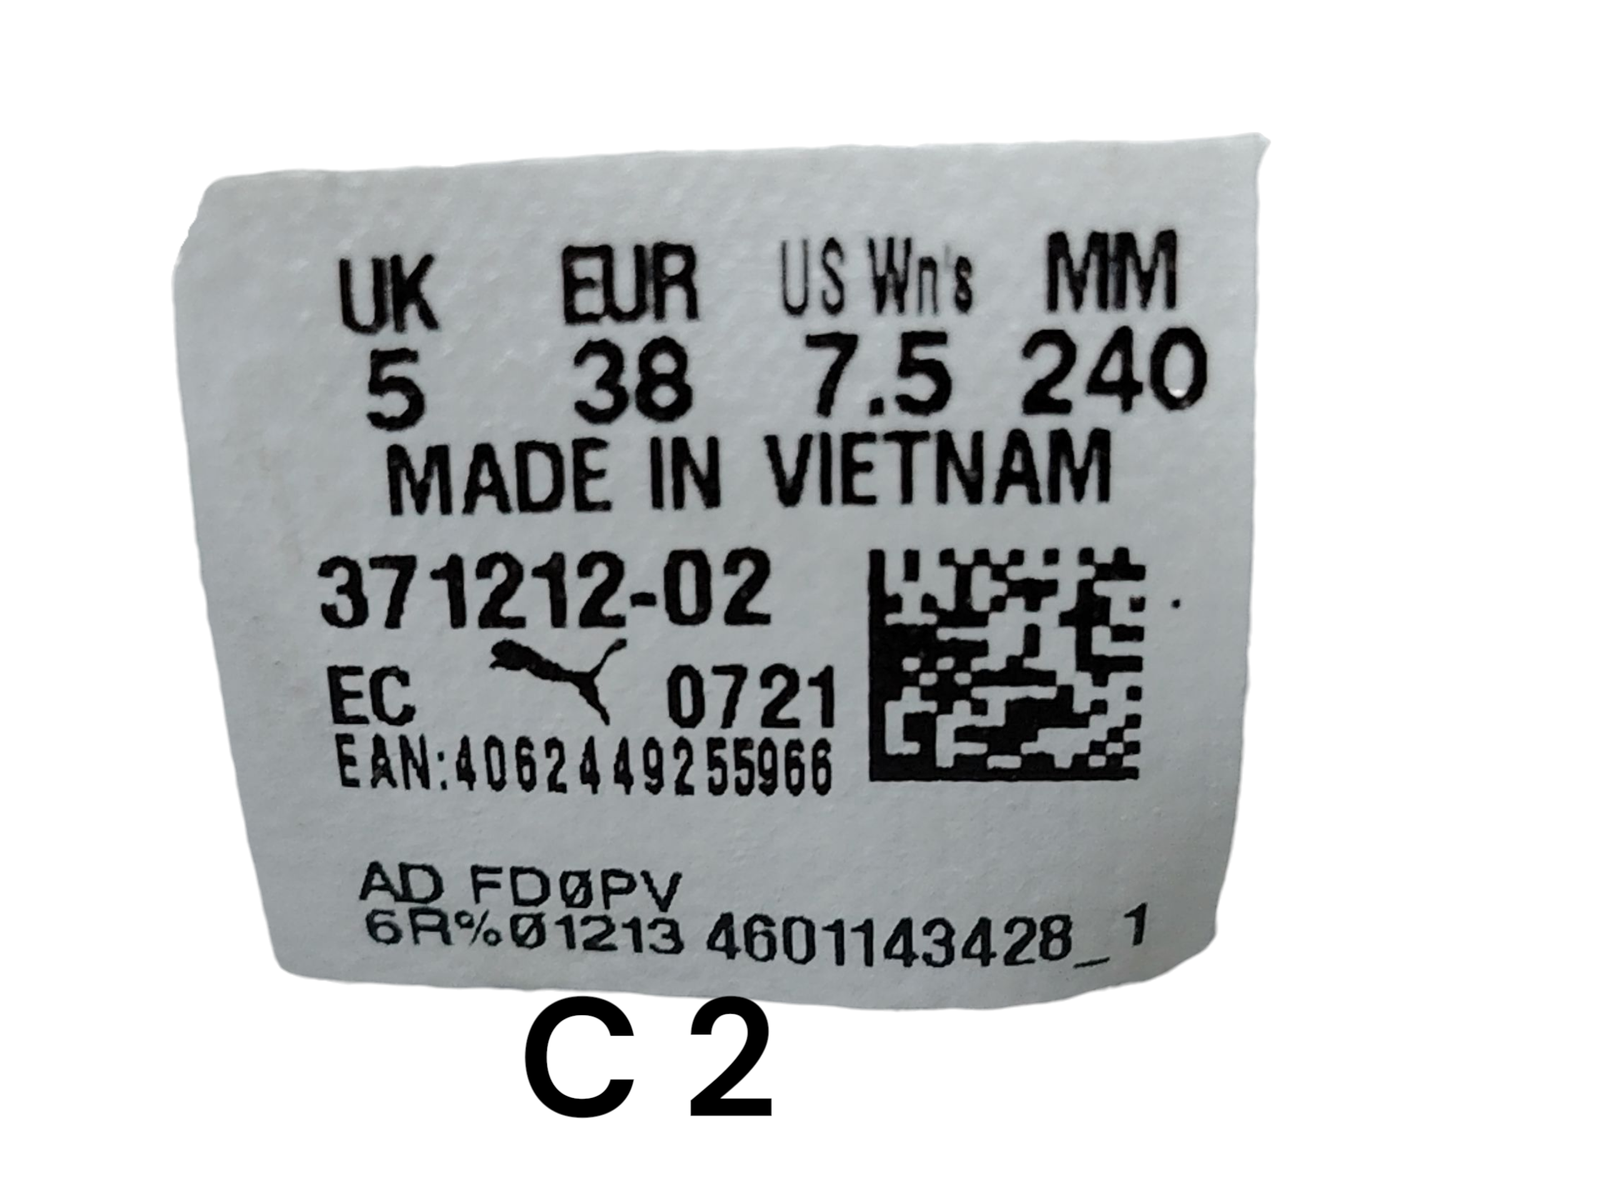 UK EUR US Wn's MM
5 38 7.5 240
MADE IN VIETNAM
371212-02
EC 0721
EAN:4062449255966
AD FDØPV
6R%Ø1213 4601143428_1
C 2